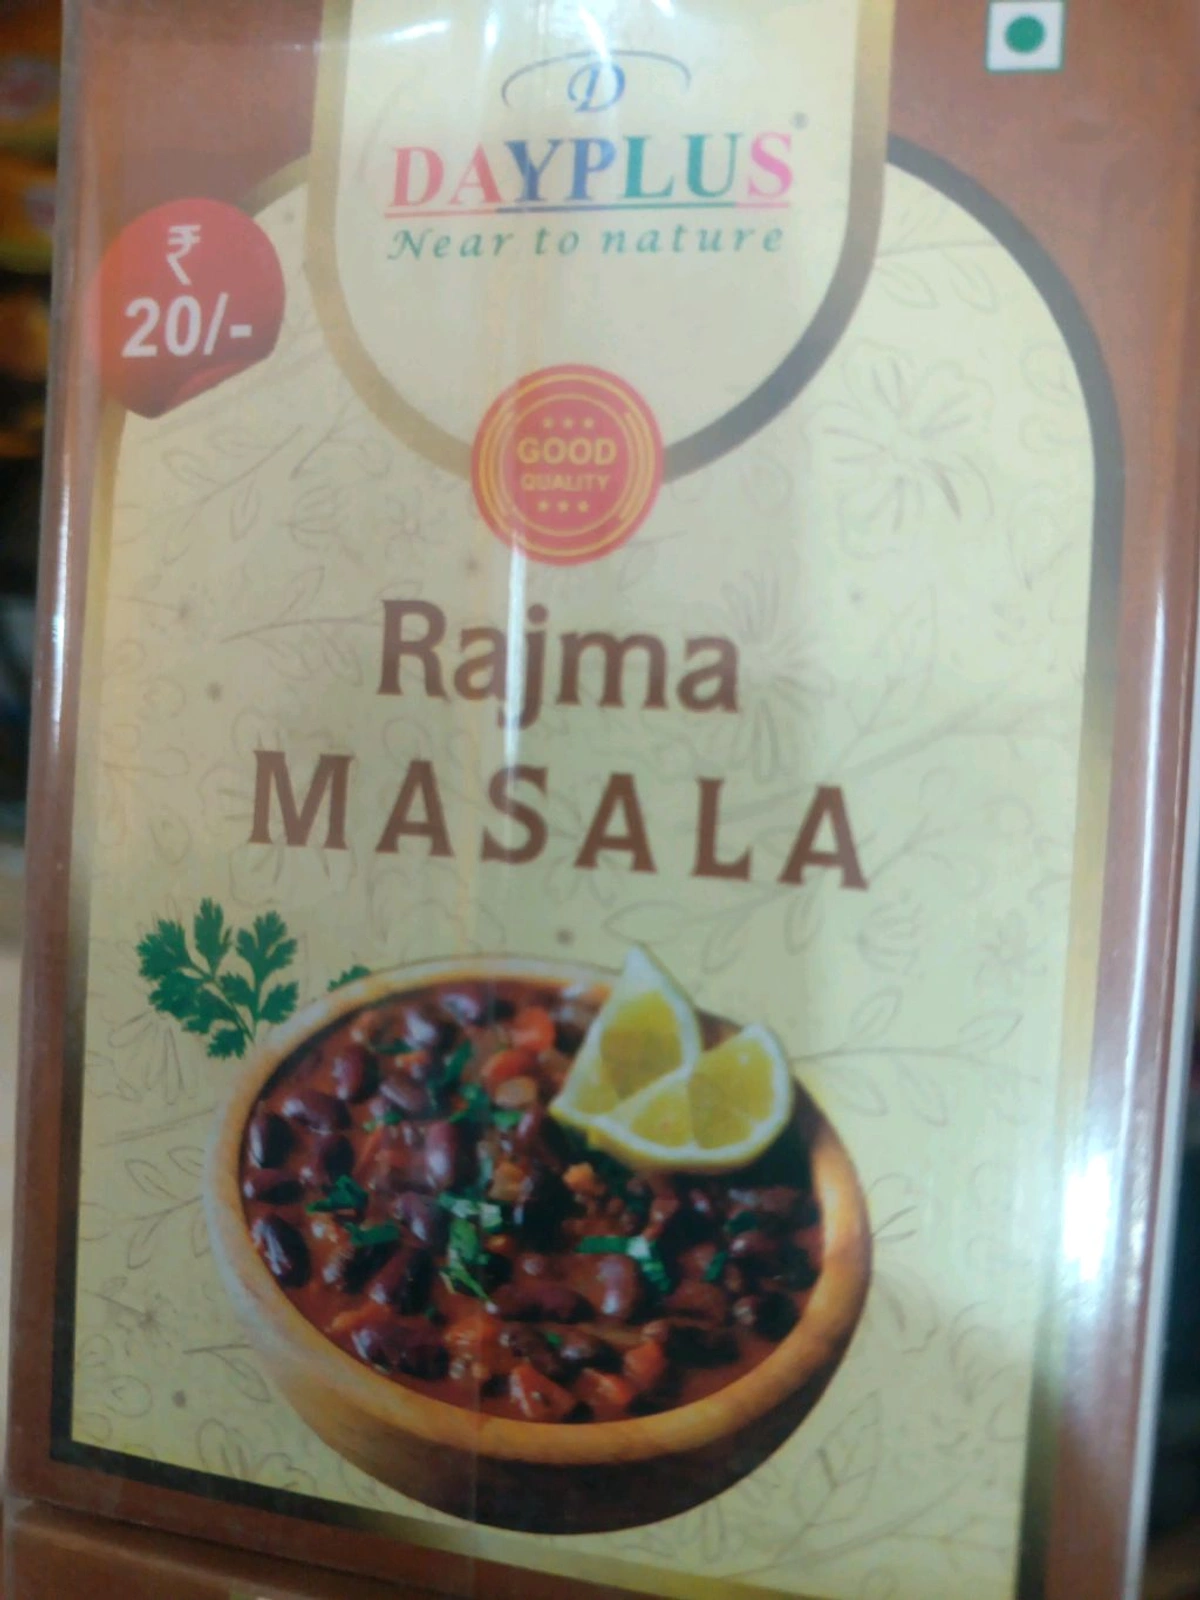 D
DAYPLUS®
Near to nature
₹
20/-
GOOD
QUALITY
Rajma
MASALA